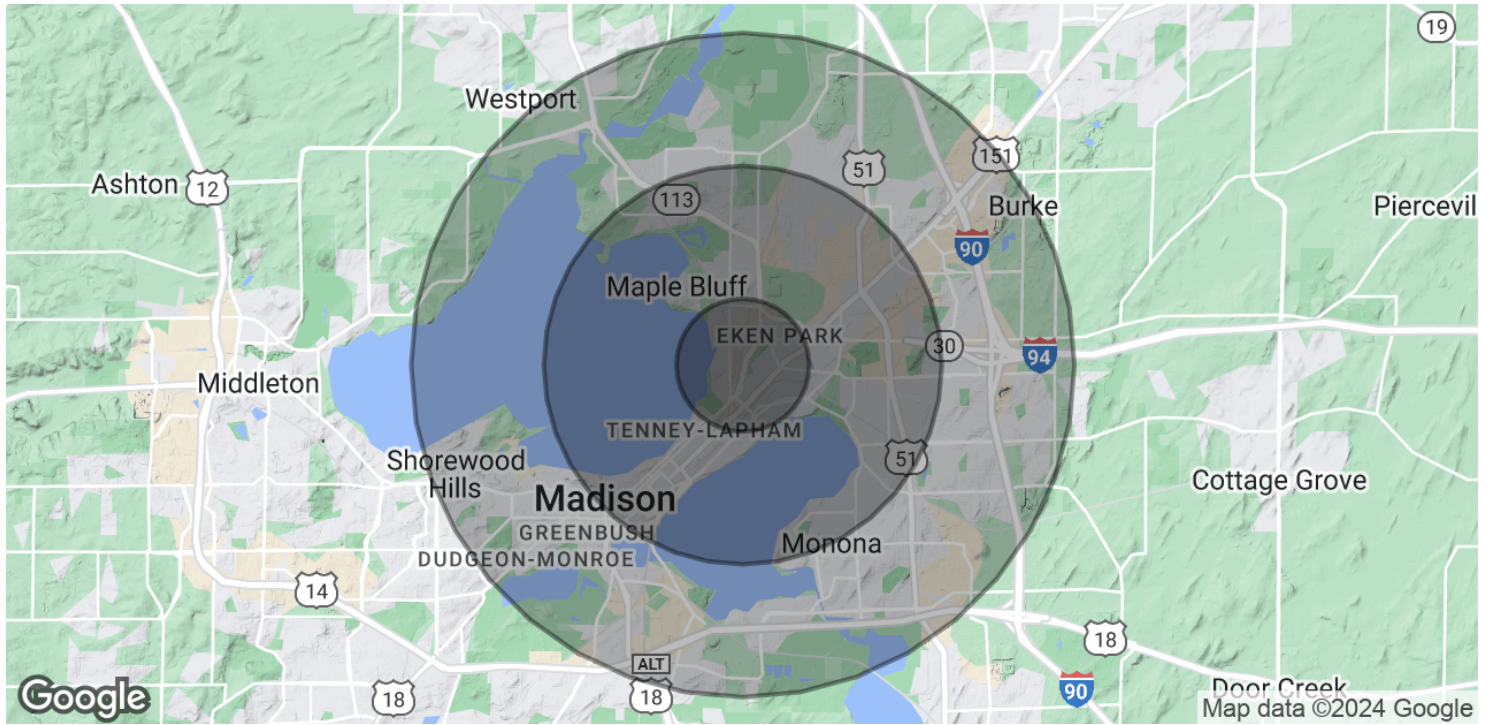 19
Westport
151
51
Ashton
12
113
Burke
Piercevil
90
Maple Bluff
EKEN PARK
30
94
Middleton
TENNEY-LAPHAM
51
Shorewood
Hills
Cottage Grove
Madison
GREENBUSH
Monona
DUDGEON-MONROE
14
18
ALT
18
18
90
Door Creek
Google
Map data ©2024 Google